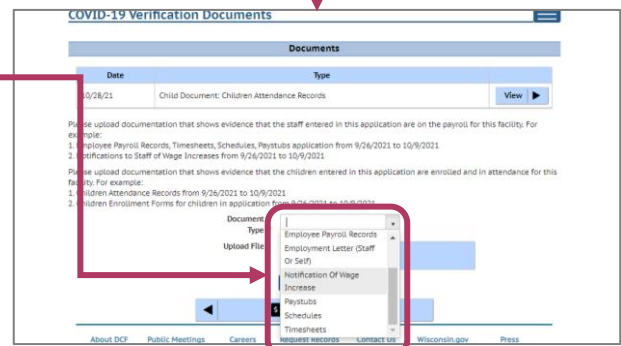 COVID-19 Verification Documents
Documents
Date Type
10/28/21 Child Document: Children Attendance Records View
Please upload documentation that shows evidence that the staff entered in this application are on the payroll for this facility. For
example:
1. Employee Payroll Records, Timesheets, Schedules, Paystubs application from 9/26/2021 to 10/9/2021
2. Notifications to Staff of Wage Increases from 9/26/2021 to 10/9/2021
Please upload documentation that shows evidence that the children entered in this application are enrolled and in attendance for this
facility. For example:
1. Children Attendance Records from 9/26/2021 to 10/9/2021
2. Children Enrollment Forms for children in application from 9/26/2021 to 10/9/2021
Document
Type
Employee Payroll Records
Upload File
Employment Letter (Staff
Or Self)
Notification Of Wage
Increase
Paystubs
$
Schedules
Timesheets
About DCF Public Meetings Careers Request Records Contact Us Wisconsin.gov Press